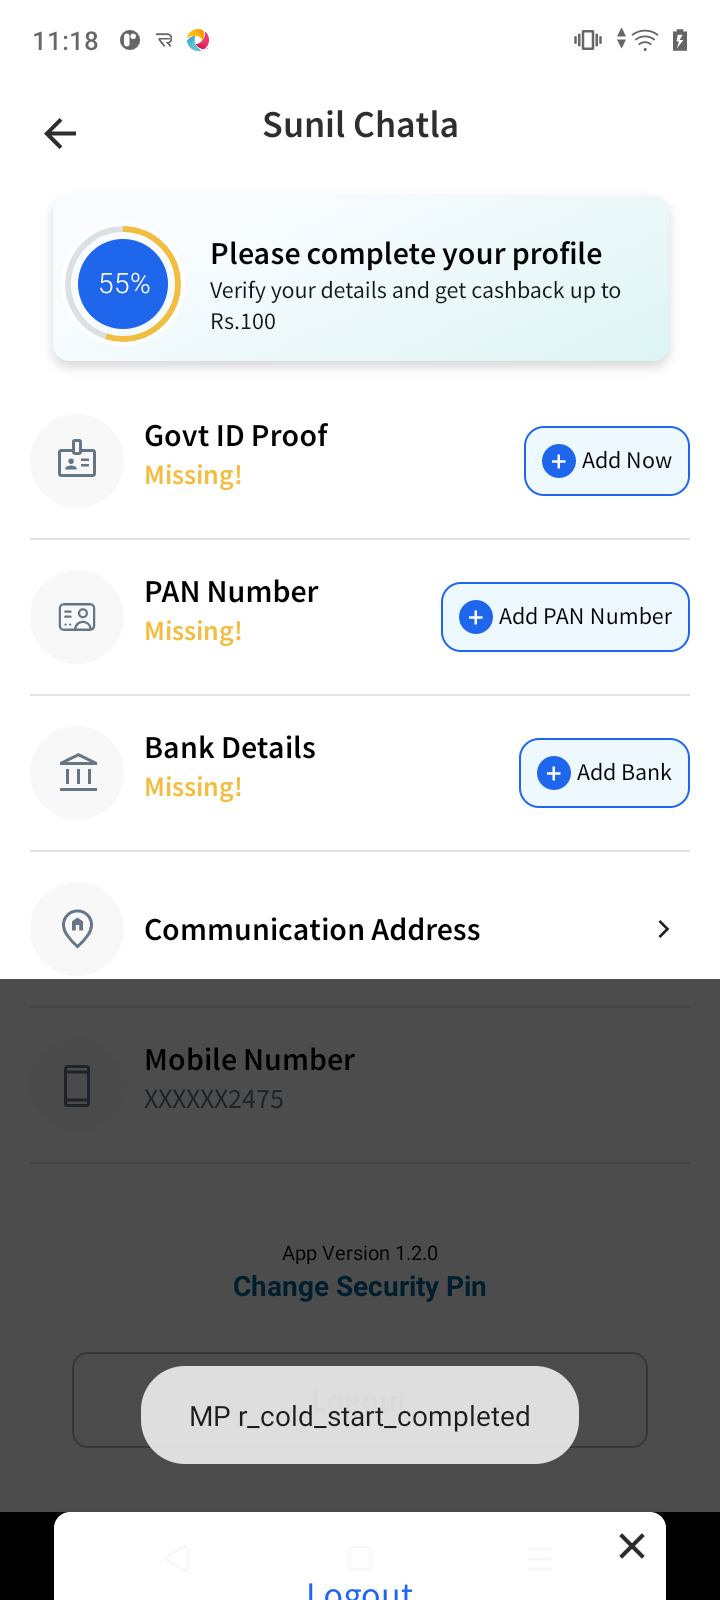 11:18
Sunil Chatla
55%
Please complete your profile
Verify your details and get cashback up to
Rs.100
Govt ID Proof
Missing!
Add Now
PAN Number
Missing!
Add PAN Number
Bank Details
Missing!
Add Bank
Communication Address
Mobile Number
XXXXXX2475
App Version 1.2.0
Change Security Pin
Logout
MP r_cold_start_completed
Logout